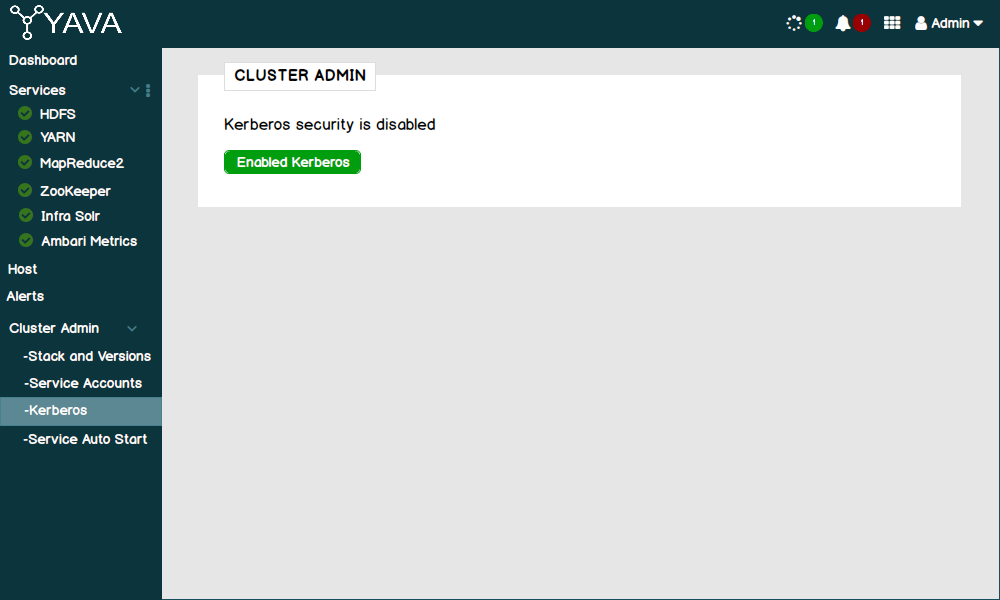 YAVA
1
1
Admin
Dashboard
Services
HDFS
YARN
MapReduce2
ZooKeeper
Infra Solr
Ambari Metrics
Host
Alerts
Cluster Admin
-Stack and Versions
-Service Accounts
-Kerberos
-Service Auto Start
CLUSTER ADMIN
Kerberos security is disabled
Enabled Kerberos